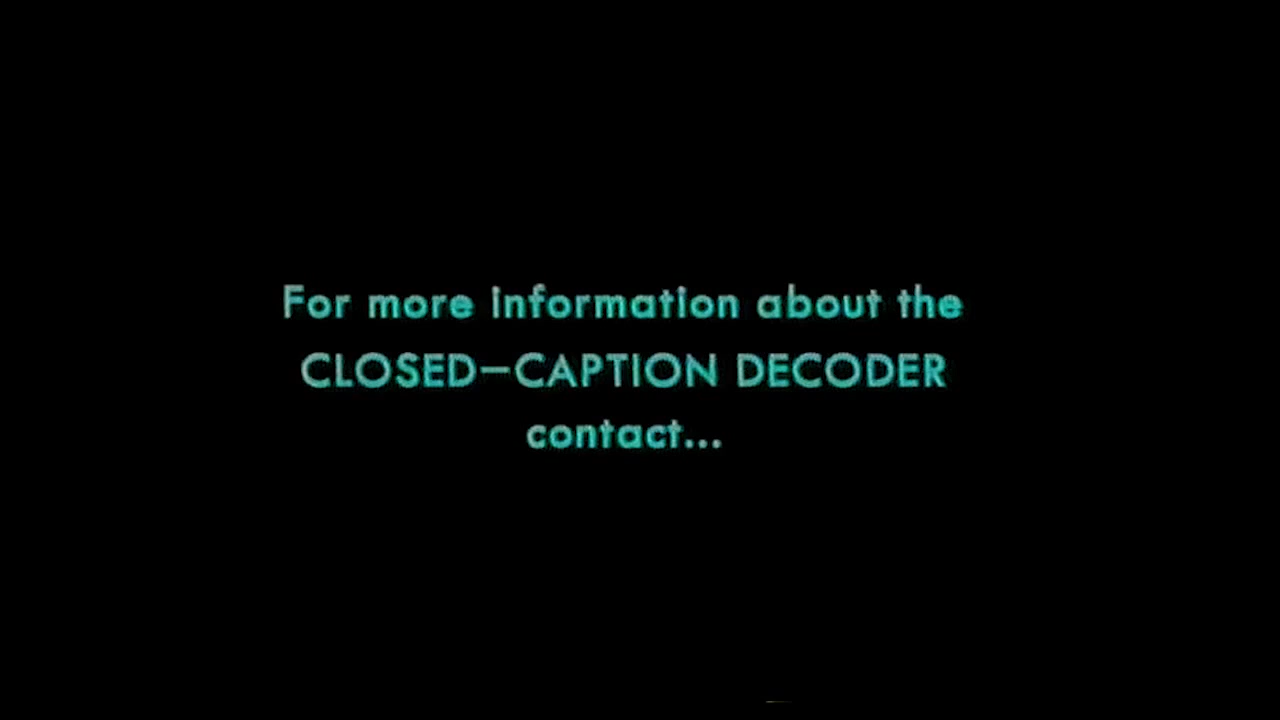 For more information about the
CLOSED–CAPTION DECODER
contact...